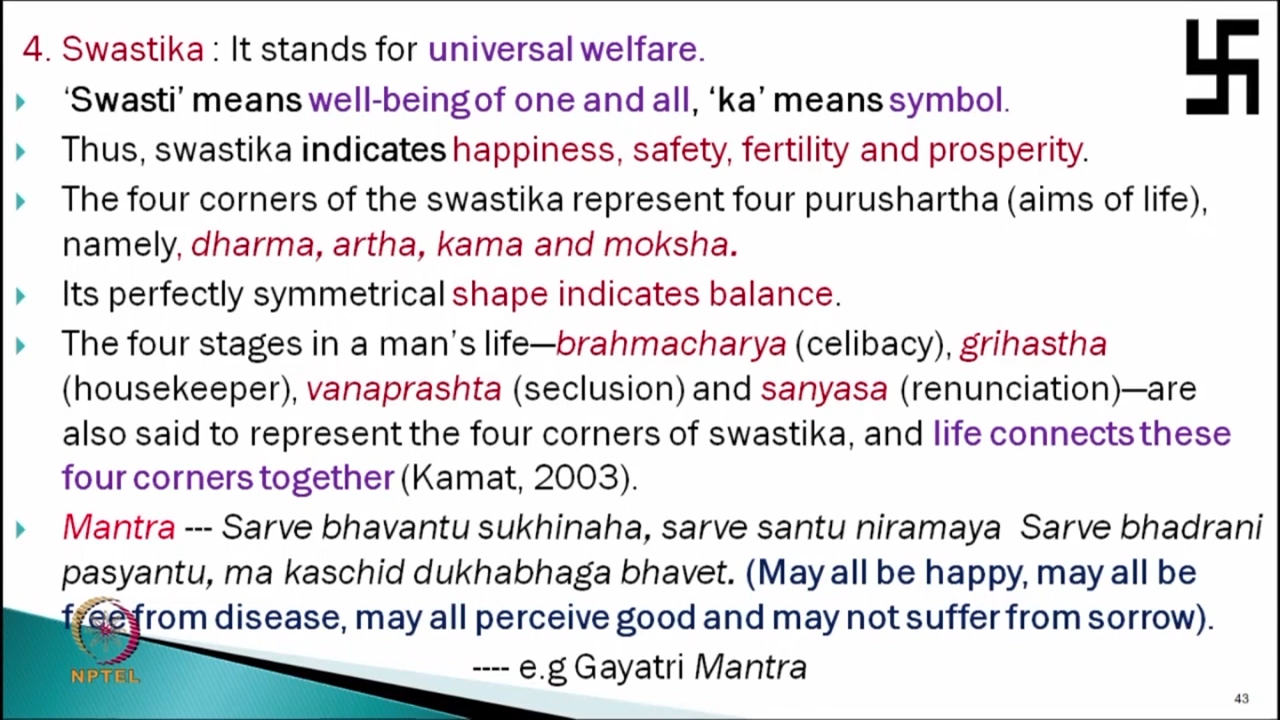 4. Swastika : It stands for universal welfare.
‘Swasti’ means well-being of one and all, ‘ka’ means symbol.
Thus, swastika indicates happiness, safety, fertility and prosperity.
The four corners of the swastika represent four purushartha (aims of life),
namely, dharma, artha, kama and moksha.
Its perfectly symmetrical shape indicates balance.
The four stages in a man’s life—brahmacharya (celibacy), grihastha
(housekeeper), vanaprashta (seclusion) and sanyasa (renunciation)—are
also said to represent the four corners of swastika, and life connects these
four corners together (Kamat, 2003).
Mantra --- Sarve bhavantu sukhinaha, sarve santu niramaya Sarve bhadrani
pasyantu, ma kaschid dukhabhaga bhavet. (May all be happy, may all be
free from disease, may all perceive good and may not suffer from sorrow).
---- e.g Gayatri Mantra
NPTEL
43